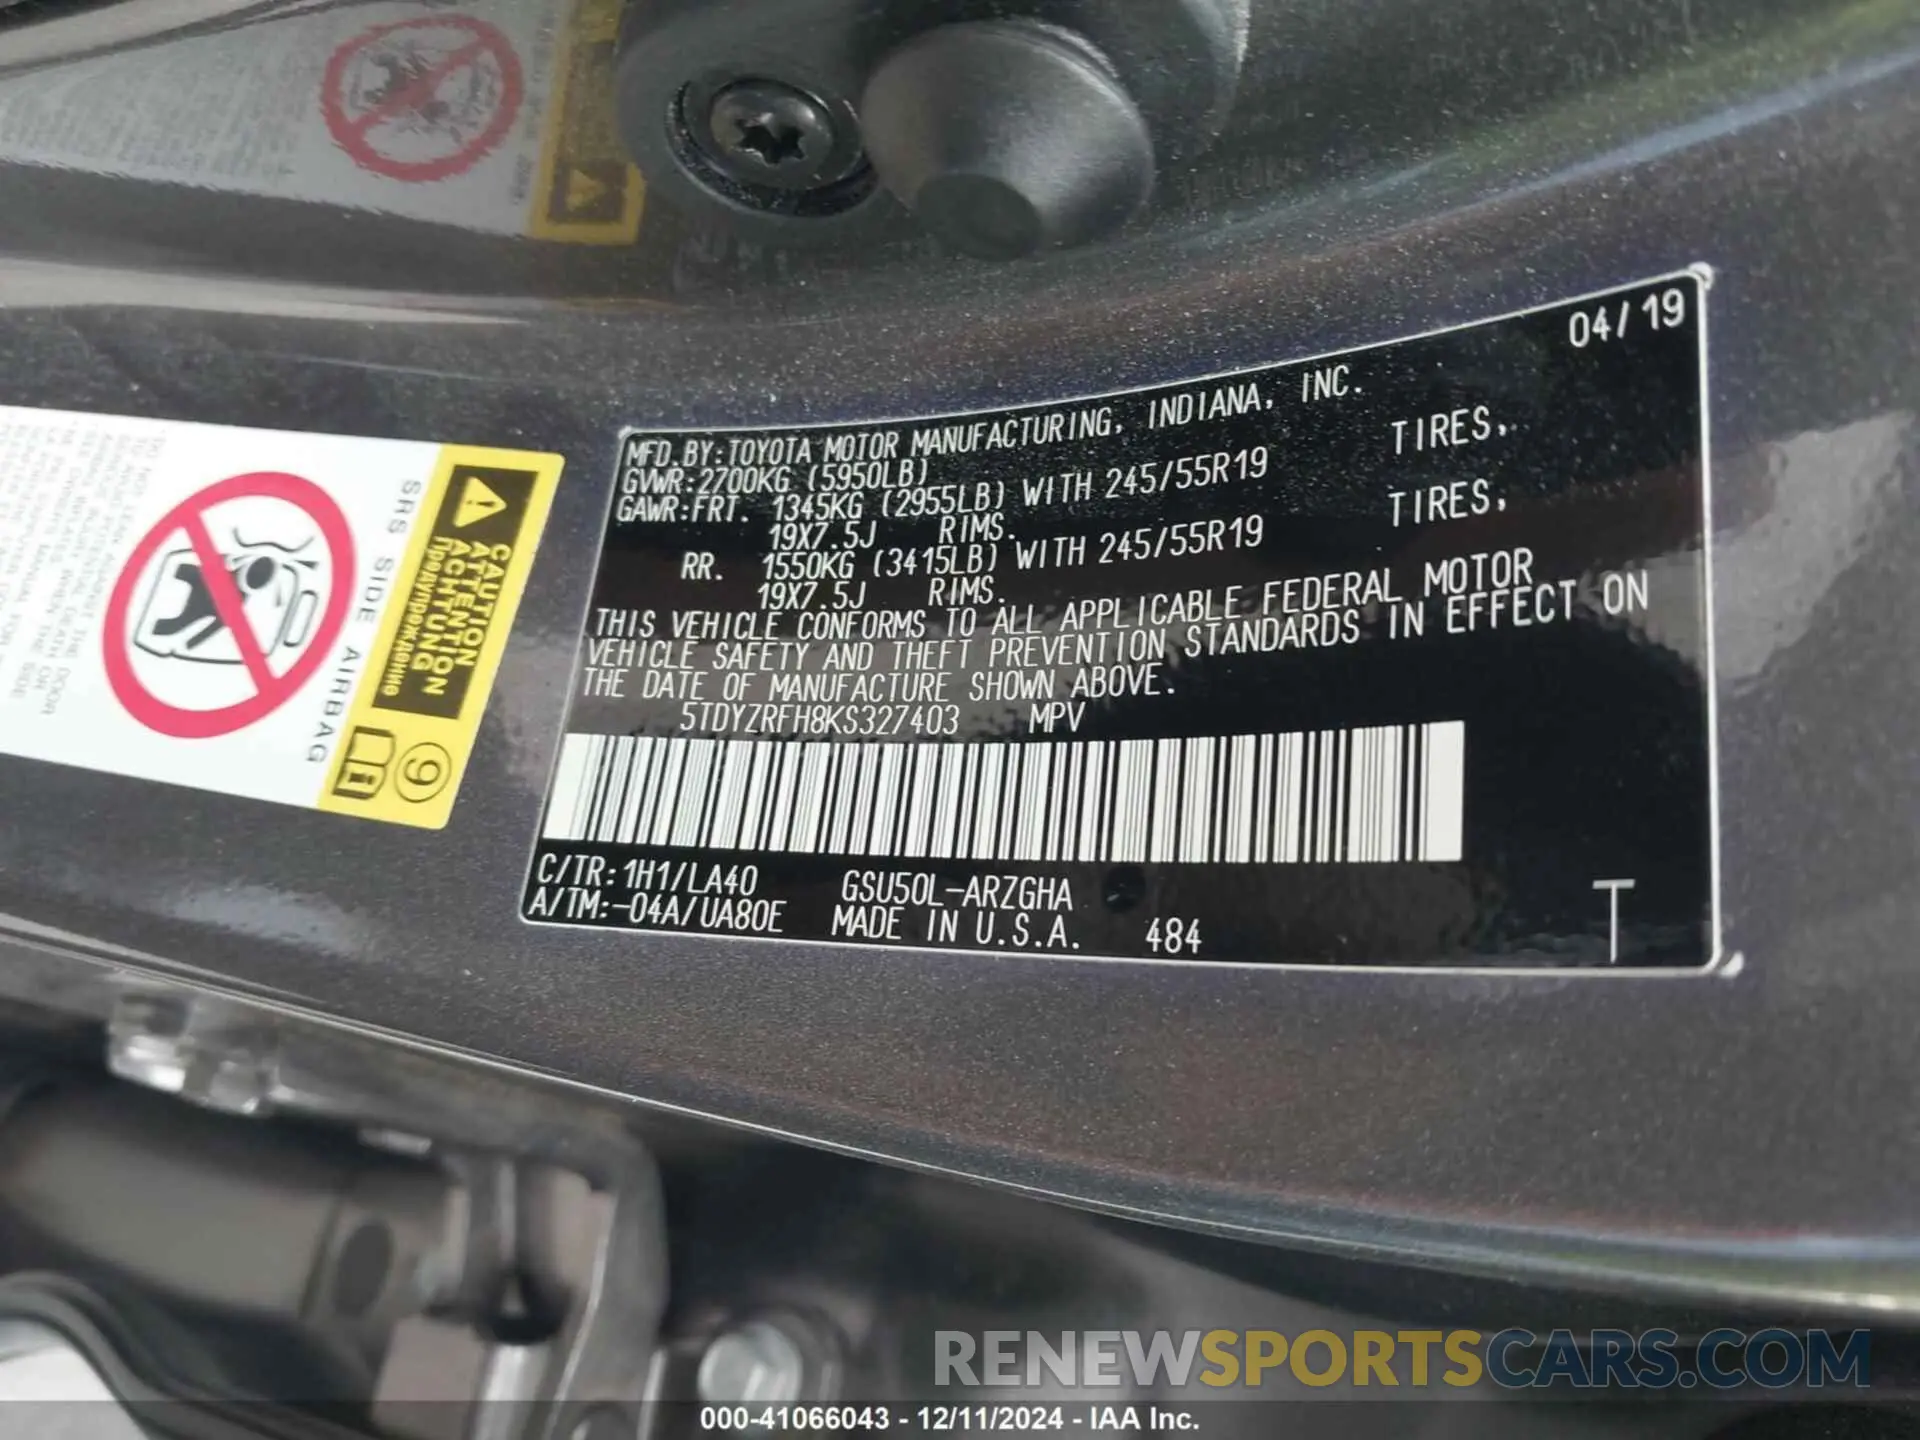 04/19
MFD.BY:TOYOTA MOTOR MANUFACTURING, INDIANA, INC.
GVWR:2700KG (5950LB)
GAWR:FRT. 1345KG (2955LB) WITH 245/55R19 TIRES,
19X7.5J RIMS.
RR. 1550KG (3415LB) WITH 245/55R19 TIRES,
19X7.5J RIMS.
THIS VEHICLE CONFORMS TO ALL APPLICABLE FEDERAL MOTOR
VEHICLE SAFETY AND THEFT PREVENTION STANDARDS IN EFFECT ON
THE DATE OF MANUFACTURE SHOWN ABOVE.
5TDYZRFH8KS327403 MPV
C/TR:1H1/LA40 GSU50L-ARZGHA
A/TM:-04A/UA80E MADE IN U.S.A. 484
T
CAUTION
ATTENTION
ACHTUNG
Предупреждение
SRS SIDE AIRBAG
9
RENEWSPORTSCARS.COM
000-41066043 - 12/11/2024 - IAA Inc.